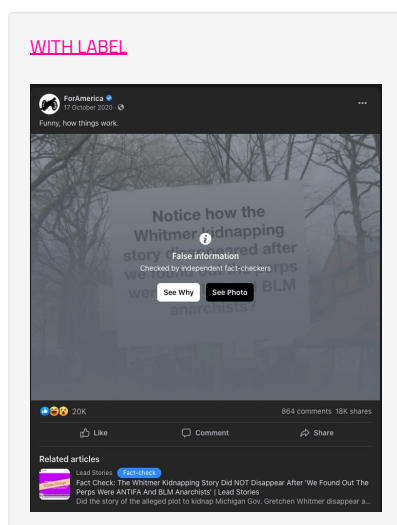 WITH LABEL
ForAmerica
17 October 2020 ·
Funny, how things work.
Notice how the
Whitmer kidnapping
story disappeared after
we found out the perps
were BLM
anarchists?
False information
Checked by independent fact-checkers
See Why
See Photo
20K
864 comments 18K shares
Like
Comment
Share
Related articles
Lead Stories Fact-check
Fact Check: The Whitmer Kidnapping Story Did NOT Disappear After 'We Found Out The
Perps Were ANTIFA And BLM Anarchists' | Lead Stories
Did the story of the alleged plot to kidnap Michigan Gov. Gretchen Whitmer disappear a...